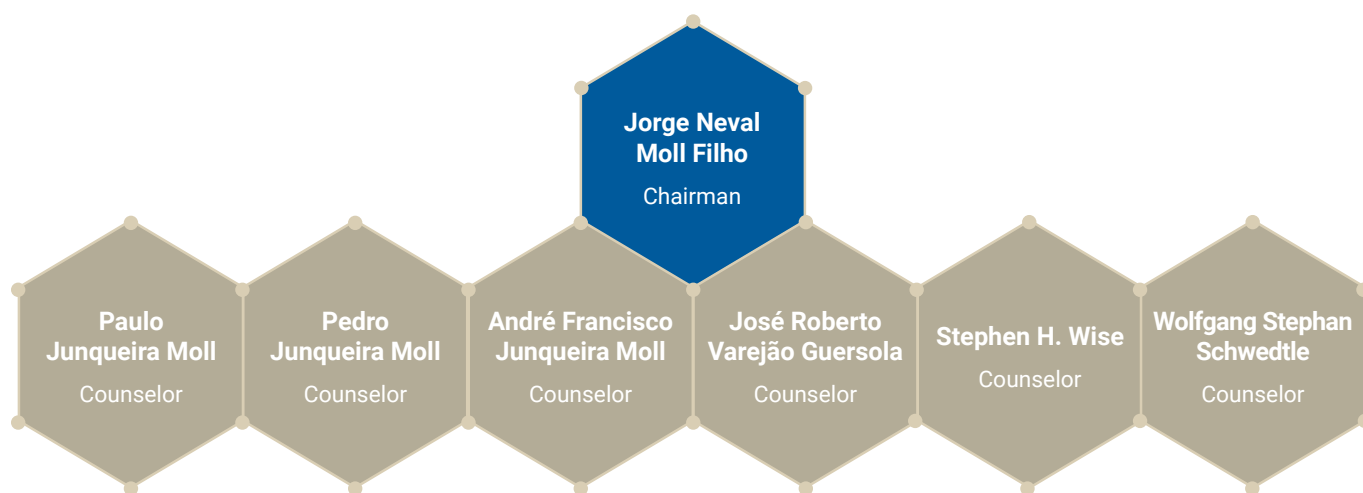 Jorge Neval
Moll Filho
Chairman
Paulo
Junqueira Moll
Counselor
Pedro
Junqueira Moll
Counselor
André Francisco
Junqueira Moll
Counselor
José Roberto
Varejão Guersola
Counselor
Stephen H. Wise
Counselor
Wolfgang Stephan
Schwedtle
Counselor